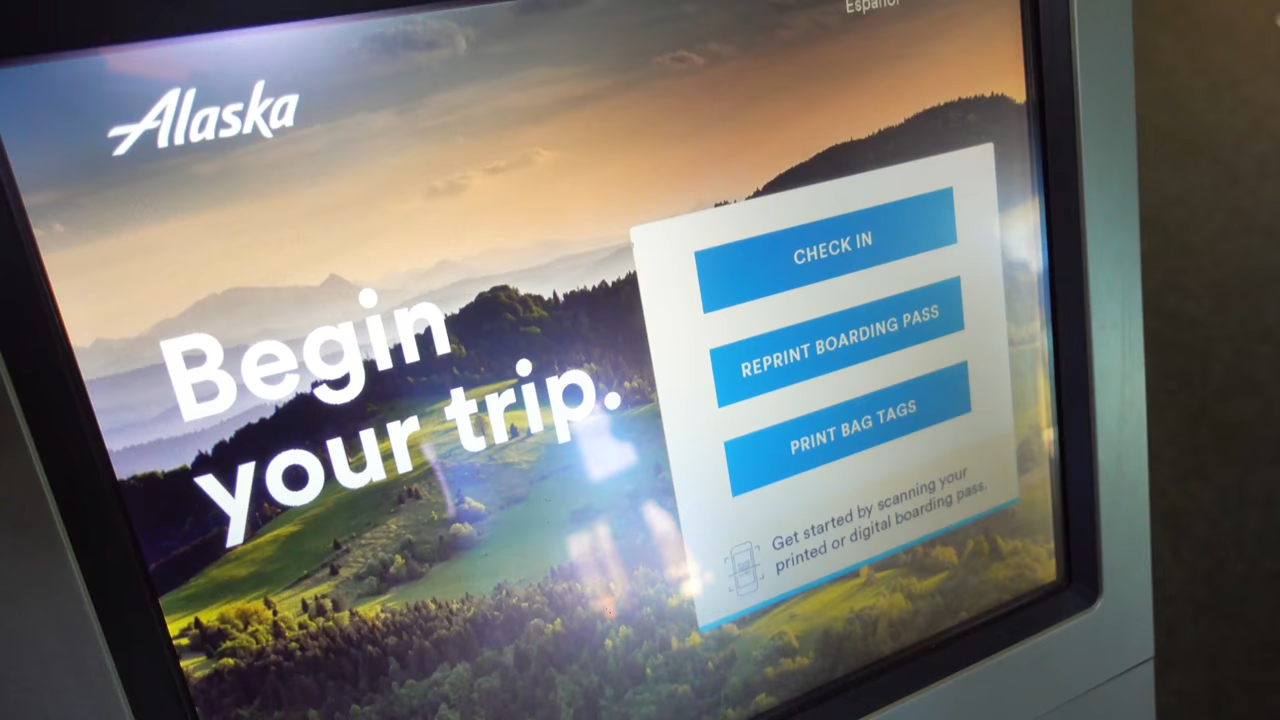 Español
Alaska
Begin
your trip.
CHECK IN
REPRINT BOARDING PASS
PRINT BAG TAGS
Get started by scanning your
printed or digital boarding pass.